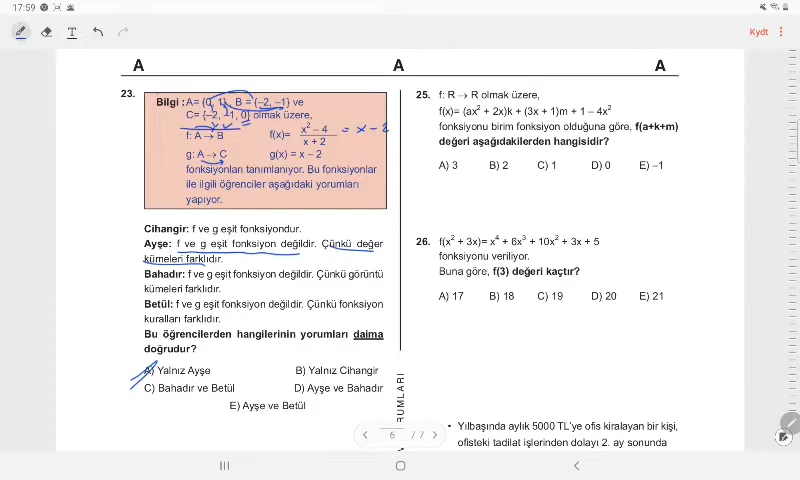 17:59
T
Kydt
A
A
A
23.
Bilgi : A= {0, 1}, B = {–2, –1} ve
C= {–2, –1, 0} olmak üzere,
f: A → B f(x)= x² – 4 / x + 2 = x – 2
g: A → C g(x) = x – 2
fonksiyonları tanımlanıyor. Bu fonksiyonlar
ile ilgili öğrenciler aşağıdaki yorumları
yapıyor.
Cihangir: f ve g eşit fonksiyondur.
Ayşe: f ve g eşit fonksiyon değildir. Çünkü değer
kümeleri farklıdır.
Bahadır: f ve g eşit fonksiyon değildir. Çünkü görüntü
kümeleri farklıdır.
Betül: f ve g eşit fonksiyon değildir. Çünkü fonksiyon
kuralları farklıdır.
Bu öğrencilerden hangilerinin yorumları daima
doğrudur?
A) Yalnız Ayşe B) Yalnız Cihangir
C) Bahadır ve Betül D) Ayşe ve Bahadır
E) Ayşe ve Betül
25. f: R → R olmak üzere,
f(x)= (ax² + 2x)k + (3x + 1)m + 1 – 4x²
fonksiyonu birim fonksiyon olduğuna göre, f(a+k+m)
değeri aşağıdakilerden hangisidir?
A) 3 B) 2 C) 1 D) 0 E) –1
26. f(x² + 3x)= x⁴ + 6x³ + 10x² + 3x + 5
fonksiyonu veriliyor.
Buna göre, f(3) değeri kaçtır?
A) 17 B) 18 C) 19 D) 20 E) 21
RUMLARI
• Yılbaşında aylık 5000 TL'ye ofis kiralayan bir kişi,
ofisteki tadilat işlerinden dolayı 2. ay sonunda
6 / 7